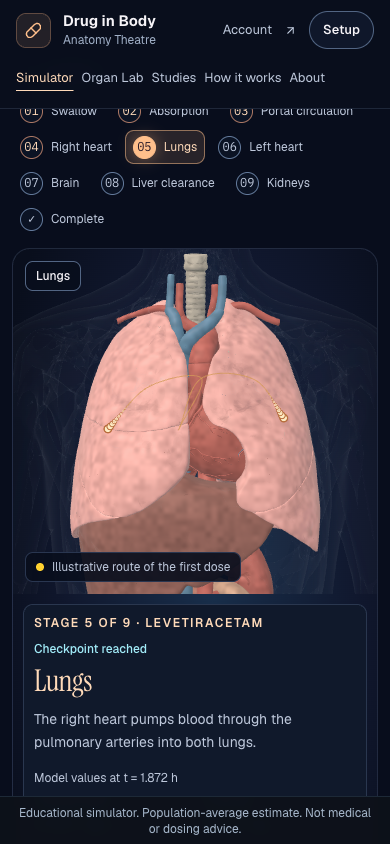 Drug in Body
Anatomy Theatre
Account ↗ Setup
Simulator Organ Lab Studies How it works About
01 Swallow 02 Absorption 03 Portal circulation
04 Right heart 05 Lungs 06 Left heart
07 Brain 08 Liver clearance 09 Kidneys
✓ Complete
Lungs
Illustrative route of the first dose
STAGE 5 OF 9 · LEVETIRACETAM
Checkpoint reached
Lungs
The right heart pumps blood through the
pulmonary arteries into both lungs.
Model values at t = 1.872 h
Educational simulator. Population-average estimate. Not medical
or dosing advice.